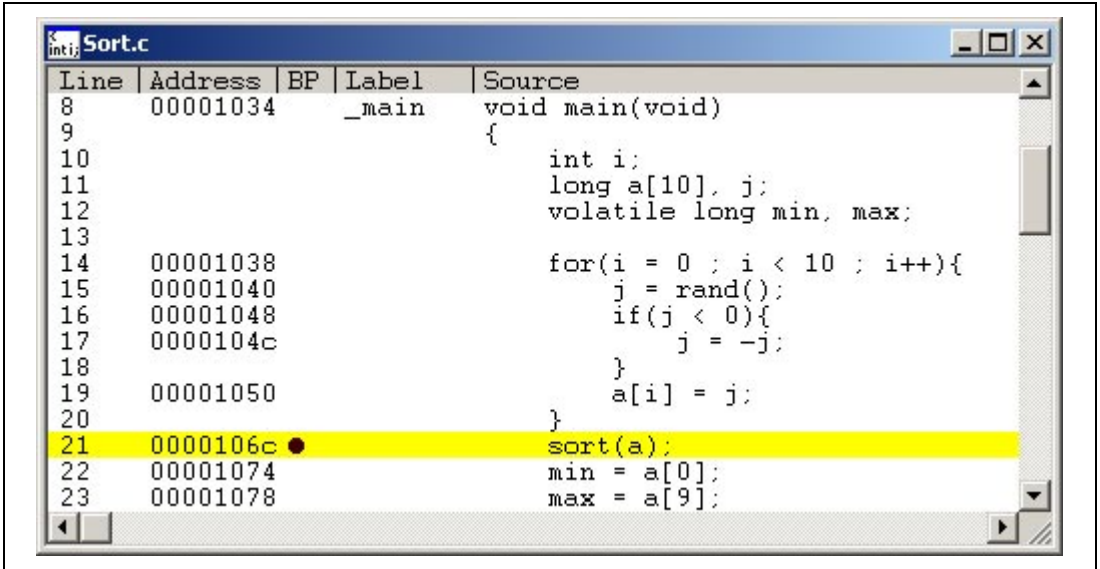 inti; Sort.c
Line Address BP Label Source
8 00001034 _main void main(void)
9 {
10 int i;
11 long a[10], j;
12 volatile long min, max;
13
14 00001038 for(i = 0 ; i < 10 ; i++){
15 00001040 j = rand();
16 00001048 if(j < 0){
17 0000104c j = -j;
18 }
19 00001050 a[i] = j;
20 }
21 0000106c sort(a);
22 00001074 min = a[0];
23 00001078 max = a[9];